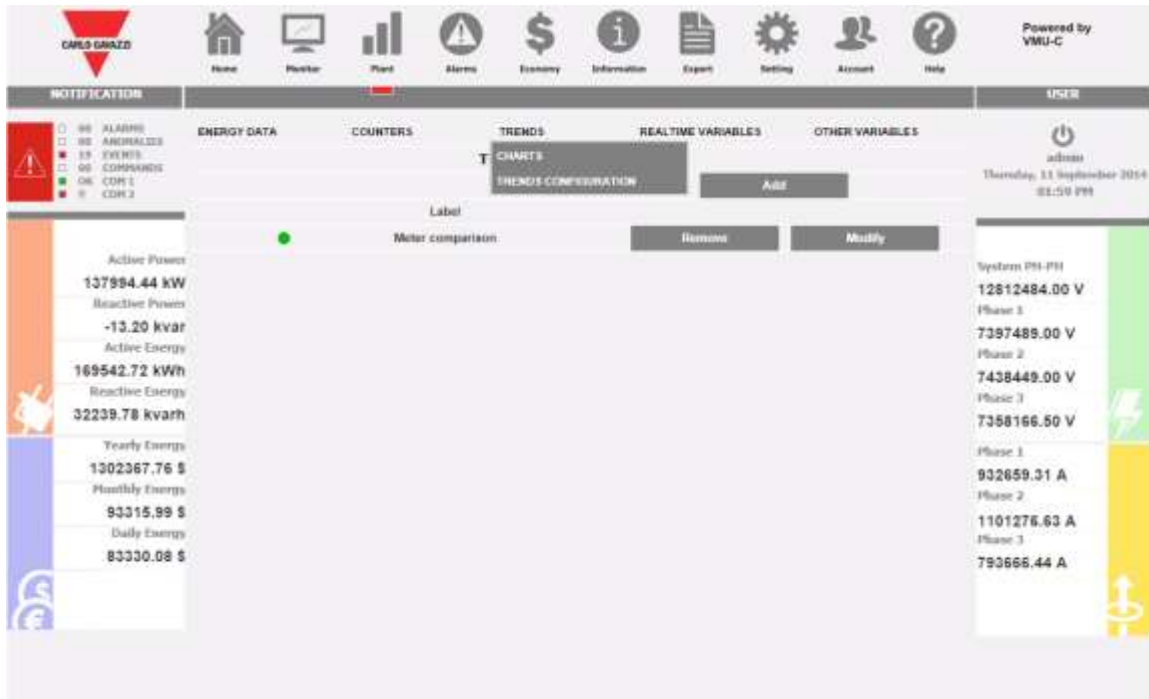 CARLO GAVAZZI
Home
Monitor
Plant
Alarms
Economy
Information
Export
Setting
Account
Help
Powered by
VMU-C
NOTIFICATION
USER
00 ALARMS
00 ANOMALIES
19 EVENTS
00 COMMANDS
COM 1
COM 2
ENERGY DATA
COUNTERS
TRENDS
REALTIME VARIABLES
OTHER VARIABLES
T
CHARTS
TRENDS CONFIGURATION
Add
Label
Meter comparison
Remove
Modify
admin
Thursday, 11 September 2014
01:59 PM
Active Power
137994.44 kW
Reactive Power
-13.20 kvar
Active Energy
169542.72 kWh
Reactive Energy
32239.78 kvarh
Yearly Energy
1302367.76 $
Monthly Energy
93315.99 $
Daily Energy
83330.08 $
System PH-PH
12812484.00 V
Phase 1
7397489.00 V
Phase 2
7438449.00 V
Phase 3
7358166.50 V
Phase 1
932659.31 A
Phase 2
1101276.63 A
Phase 3
793666.44 A